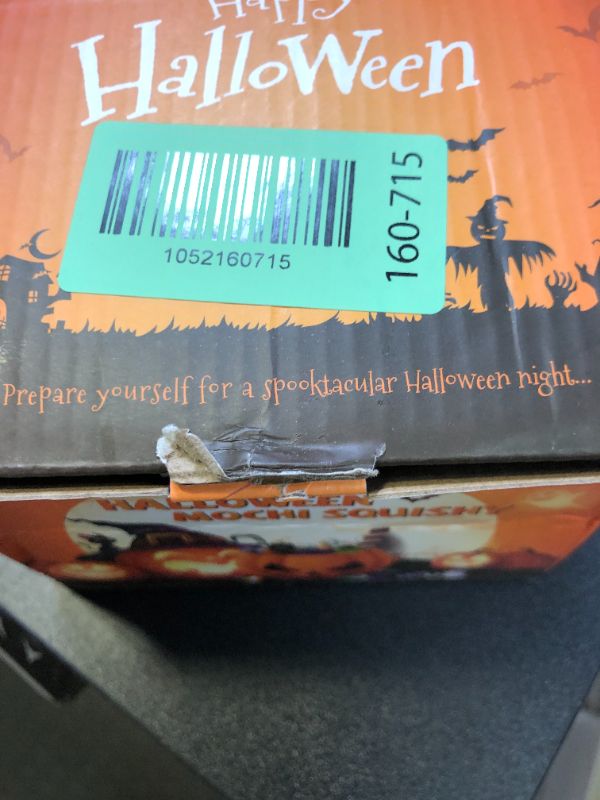 Happy
HalloWeen
1052160715
160-715
Prepare yourself for a spooktacular Halloween night...
HALLOWEEN
MOCHI SQUISHY